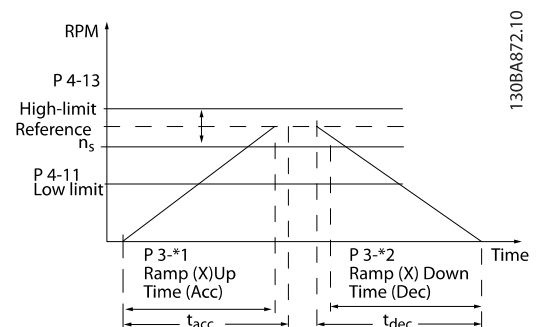 RPM
130BA872.10
P 4-13
High-limit
Reference
ns
P 4-11
Low limit
P 3-*1
Ramp (X)Up
Time (Acc)
P 3-*2
Ramp (X) Down
Time (Dec)
Time
tacc
tdec